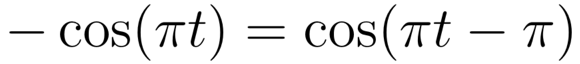 − cos(πt) = cos(πt − π)